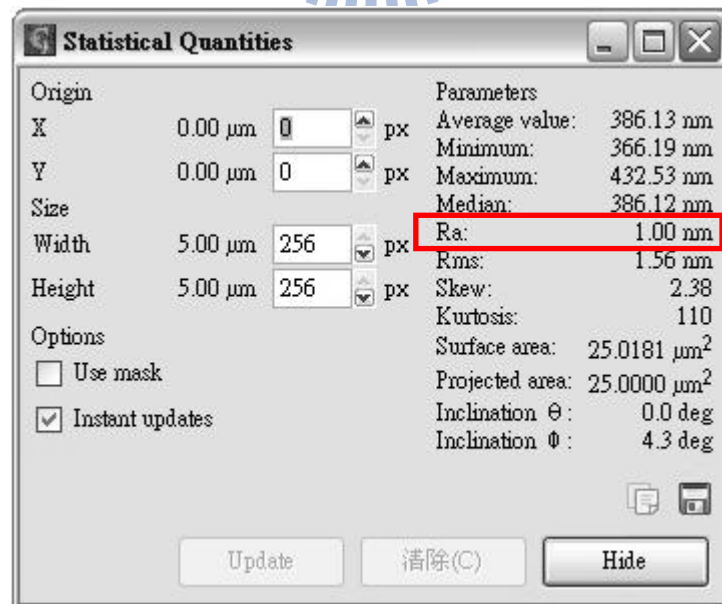 Statistical Quantities
Origin
X 0.00 μm 0 px
Y 0.00 μm 0 px
Size
Width 5.00 μm 256 px
Height 5.00 μm 256 px
Options
Use mask
Instant updates
Parameters
Average value: 386.13 nm
Minimum: 366.19 nm
Maximum: 432.53 nm
Median: 386.12 nm
Ra: 1.00 nm
Rms: 1.56 nm
Skew: 2.38
Kurtosis: 110
Surface area: 25.0181 μm²
Projected area: 25.0000 μm²
Inclination θ : 0.0 deg
Inclination Φ : 4.3 deg
Update 清除(C) Hide